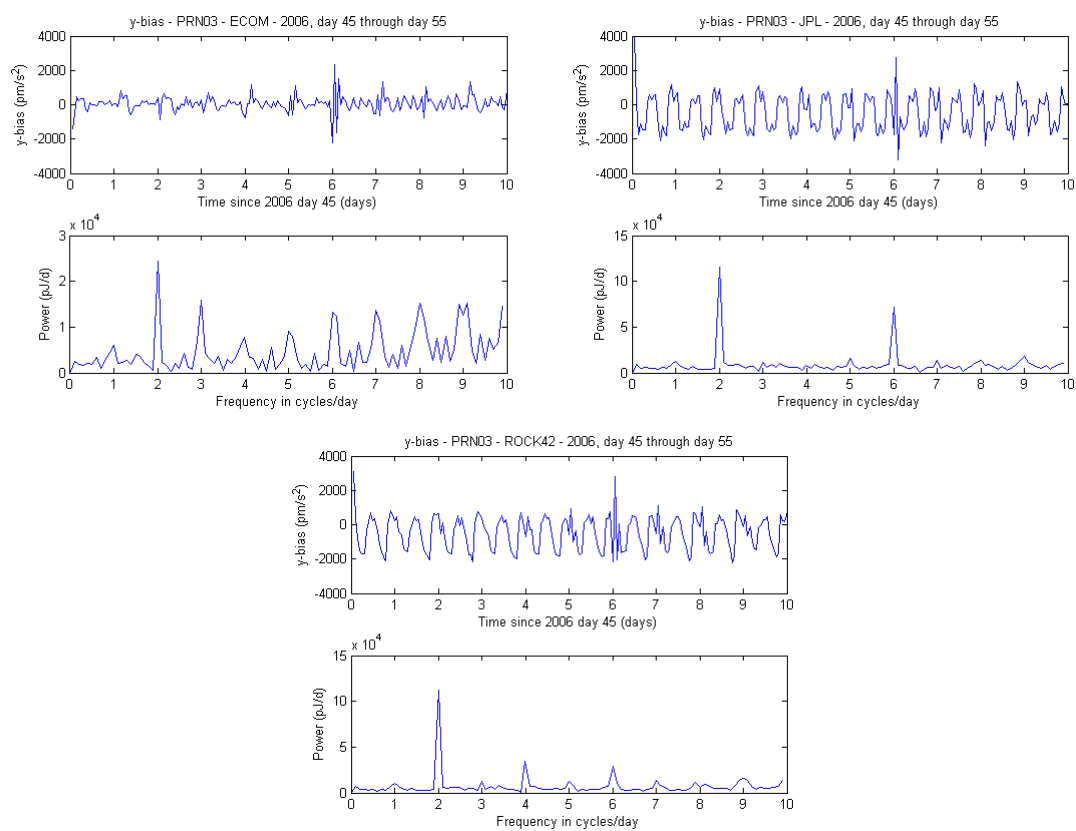 y-bias - PRN03 - ECOM - 2006, day 45 through day 55
y-bias (pm/s²)
4000
2000
0
-2000
-4000
0 1 2 3 4 5 6 7 8 9 10
Time since 2006 day 45 (days)
x 10⁴
Power (pJ/d)
3
2
1
0
0 1 2 3 4 5 6 7 8 9 10
Frequency in cycles/day
y-bias - PRN03 - JPL - 2006, day 45 through day 55
y-bias (pm/s²)
4000
2000
0
-2000
-4000
0 1 2 3 4 5 6 7 8 9 10
Time since 2006 day 45 (days)
x 10⁴
Power (pJ/d)
15
10
5
0
0 1 2 3 4 5 6 7 8 9 10
Frequency in cycles/day
y-bias - PRN03 - ROCK42 - 2006, day 45 through day 55
y-bias (pm/s²)
4000
2000
0
-2000
-4000
0 1 2 3 4 5 6 7 8 9 10
Time since 2006 day 45 (days)
x 10⁴
Power (pJ/d)
15
10
5
0
0 1 2 3 4 5 6 7 8 9 10
Frequency in cycles/day